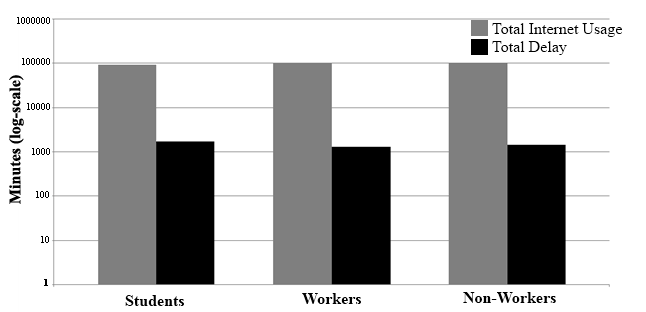 1000000
Total Internet Usage
Total Delay
100000
10000
1000
100
10
1
Minutes (log-scale)
Students
Workers
Non-Workers